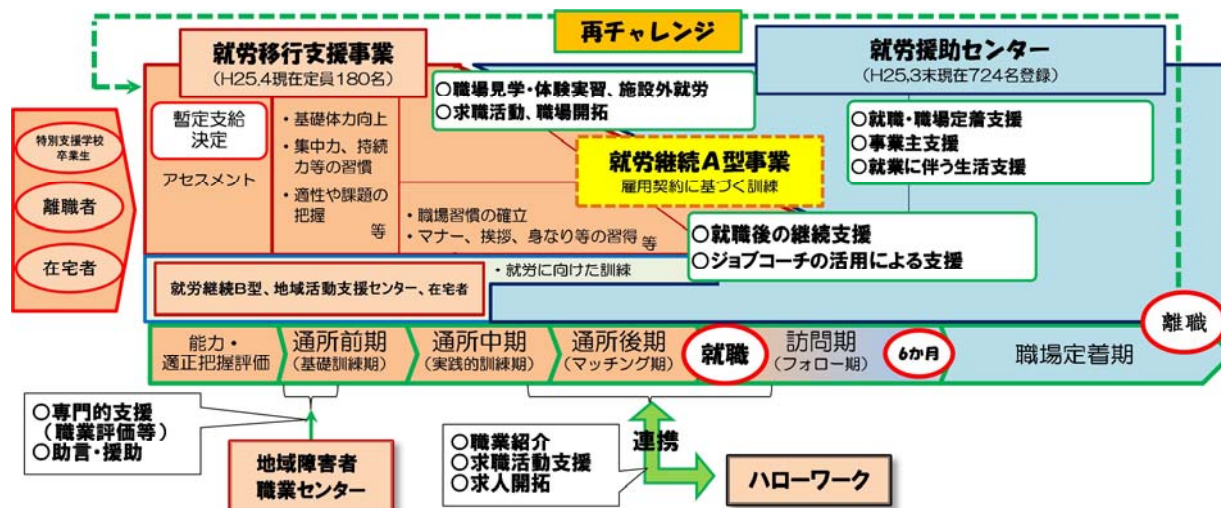 再チャレンジ
就労移行支援事業
(H25,4現在定員180名)
就労援助センター
(H25,3末現在724名登録)
特別支援学校
卒業生
離職者
在宅者
暫定支給
決定
アセスメント
・基礎体力向上
・集中力、持続
力等の習慣
・適性や課題の
把握
等
○職場見学・体験実習、施設外就労
○求職活動、職場開拓
就労継続A型事業
雇用契約に基づく訓練
○就職・職場定着支援
○事業主支援
○就業に伴う生活支援
・職場習慣の確立
・マナー、挨拶、身なり等の習得 等
○就職後の継続支援
○ジョブコーチの活用による支援
・就労に向けた訓練
就労継続B型、地域活動支援センター、在宅者
離職
能力・
適正把握評価
通所前期
(基礎訓練期)
通所中期
(実践的訓練期)
通所後期
(マッチング期)
就職
訪問期
(フォロー期)
6か月
職場定着期
○専門的支援
(職業評価等)
○助言・援助
地域障害者
職業センター
○職業紹介
○求職活動支援
○求人開拓
連携
ハローワーク